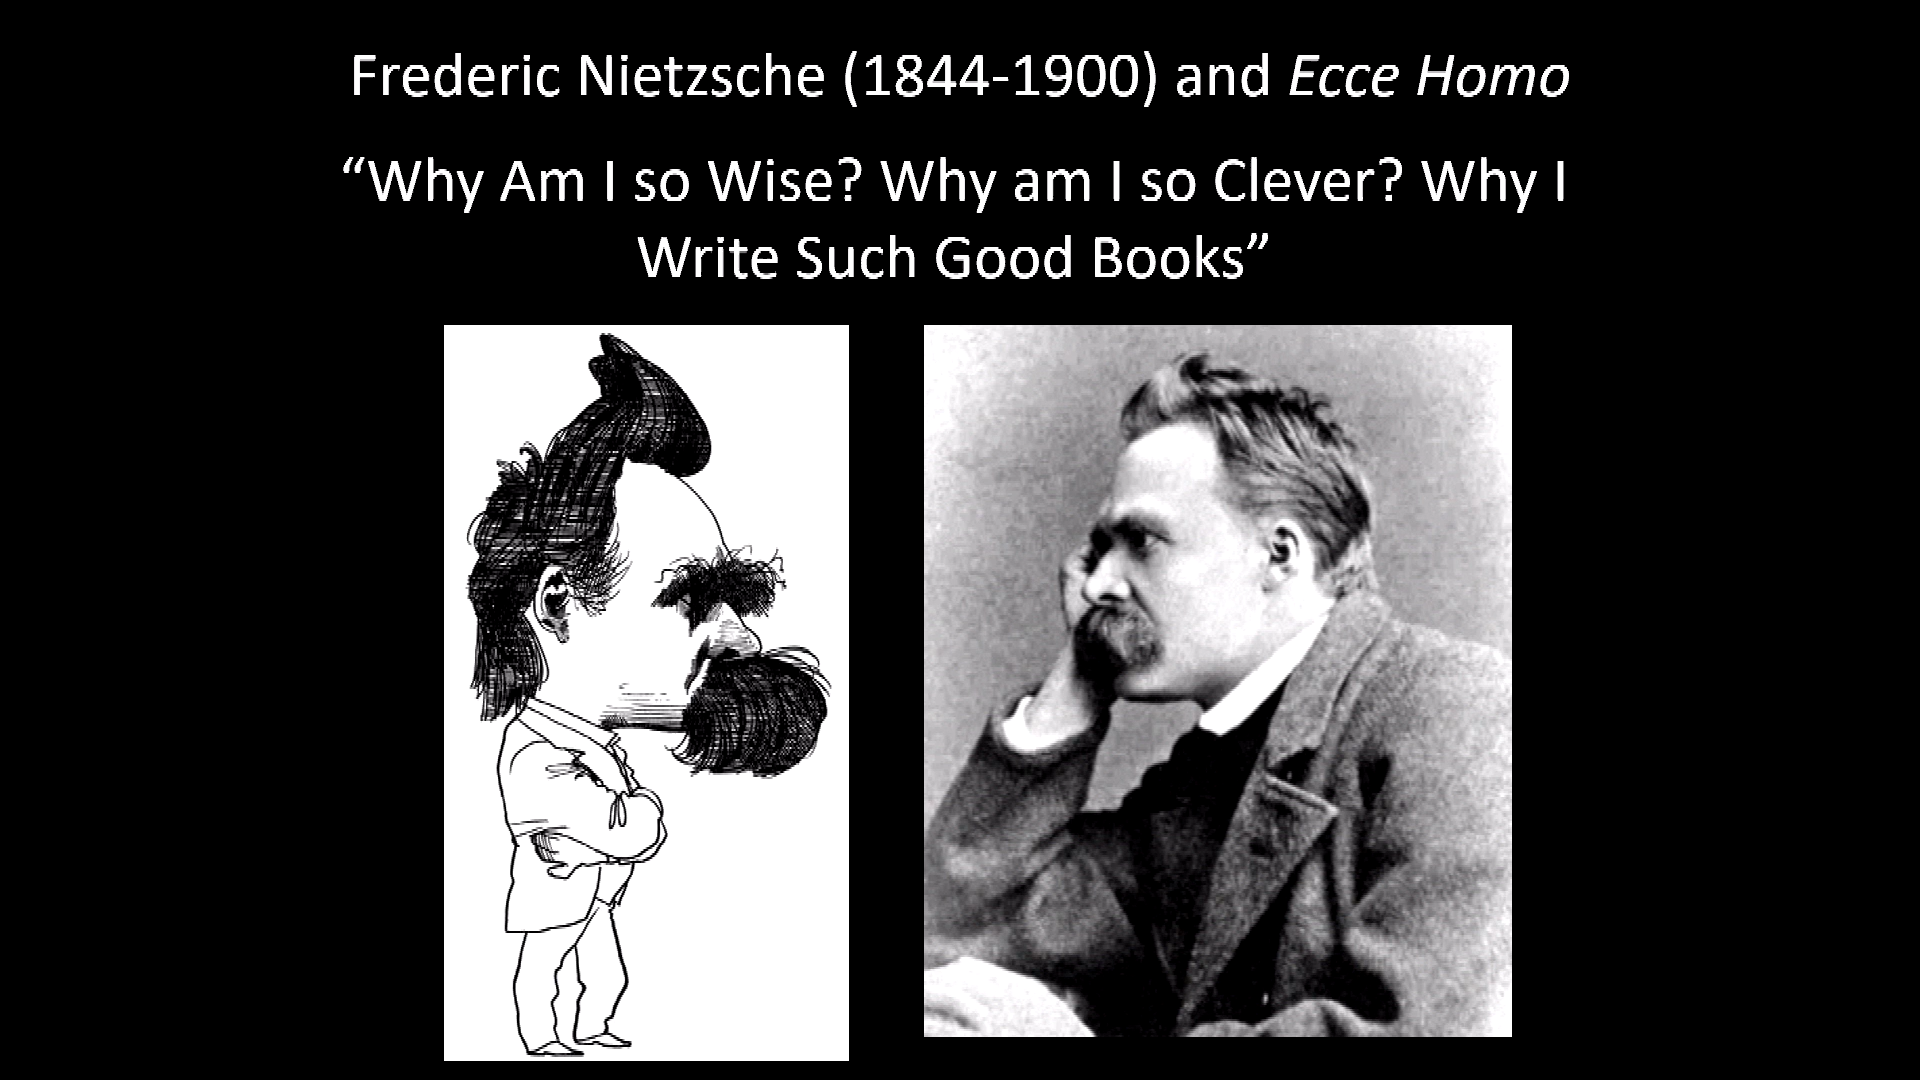 Frederic Nietzsche (1844-1900) and Ecce Homo
“Why Am I so Wise? Why am I so Clever? Why I
Write Such Good Books”